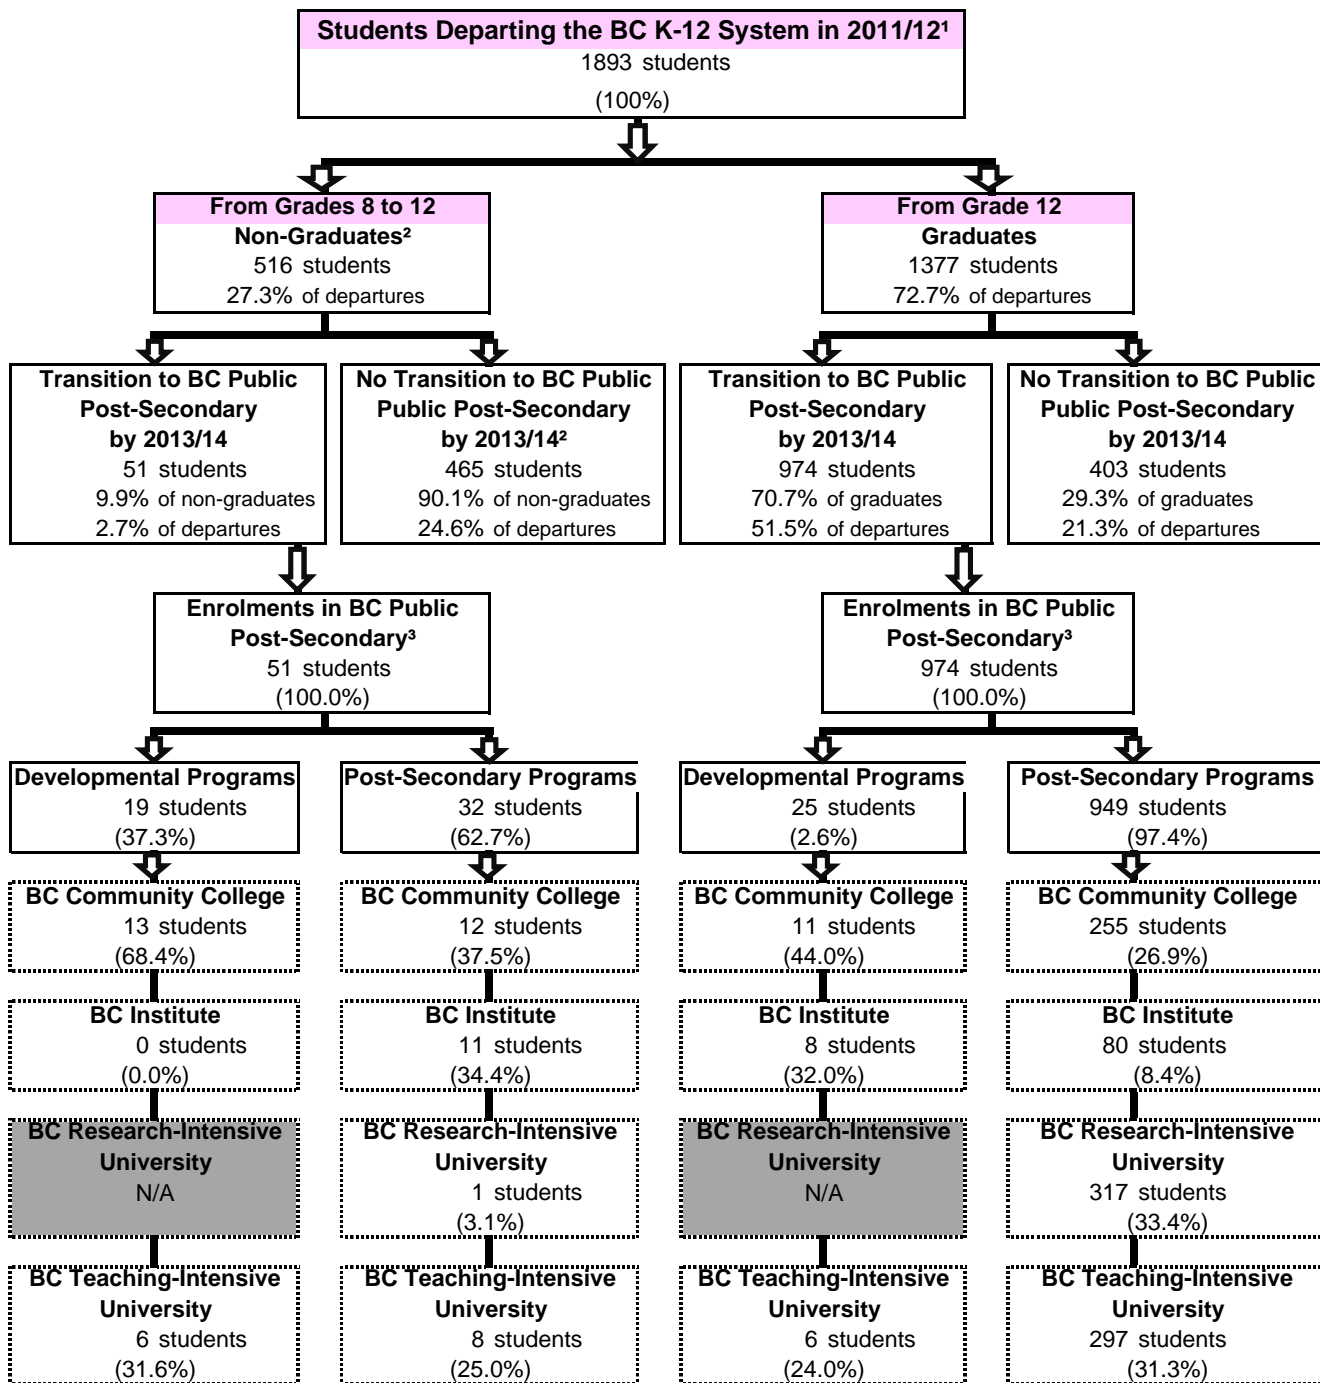 Students Departing the BC K-12 System in 2011/12¹
1893 students
(100%)
From Grades 8 to 12
Non-Graduates²
516 students
27.3% of departures
From Grade 12
Graduates
1377 students
72.7% of departures
Transition to BC Public
Post-Secondary
by 2013/14
51 students
9.9% of non-graduates
2.7% of departures
No Transition to BC Public
Public Post-Secondary
by 2013/14²
465 students
90.1% of non-graduates
24.6% of departures
Transition to BC Public
Post-Secondary
by 2013/14
974 students
70.7% of graduates
51.5% of departures
No Transition to BC Public
Public Post-Secondary
by 2013/14
403 students
29.3% of graduates
21.3% of departures
Enrolments in BC Public
Post-Secondary³
51 students
(100.0%)
Enrolments in BC Public
Post-Secondary³
974 students
(100.0%)
Developmental Programs
19 students
(37.3%)
Post-Secondary Programs
32 students
(62.7%)
Developmental Programs
25 students
(2.6%)
Post-Secondary Programs
949 students
(97.4%)
BC Community College
13 students
(68.4%)
BC Community College
12 students
(37.5%)
BC Community College
11 students
(44.0%)
BC Community College
255 students
(26.9%)
BC Institute
0 students
(0.0%)
BC Institute
11 students
(34.4%)
BC Institute
8 students
(32.0%)
BC Institute
80 students
(8.4%)
BC Research-Intensive
University
N/A
BC Research-Intensive
University
1 students
(3.1%)
BC Research-Intensive
University
N/A
BC Research-Intensive
University
317 students
(33.4%)
BC Teaching-Intensive
University
6 students
(31.6%)
BC Teaching-Intensive
University
8 students
(25.0%)
BC Teaching-Intensive
University
6 students
(24.0%)
BC Teaching-Intensive
University
297 students
(31.3%)